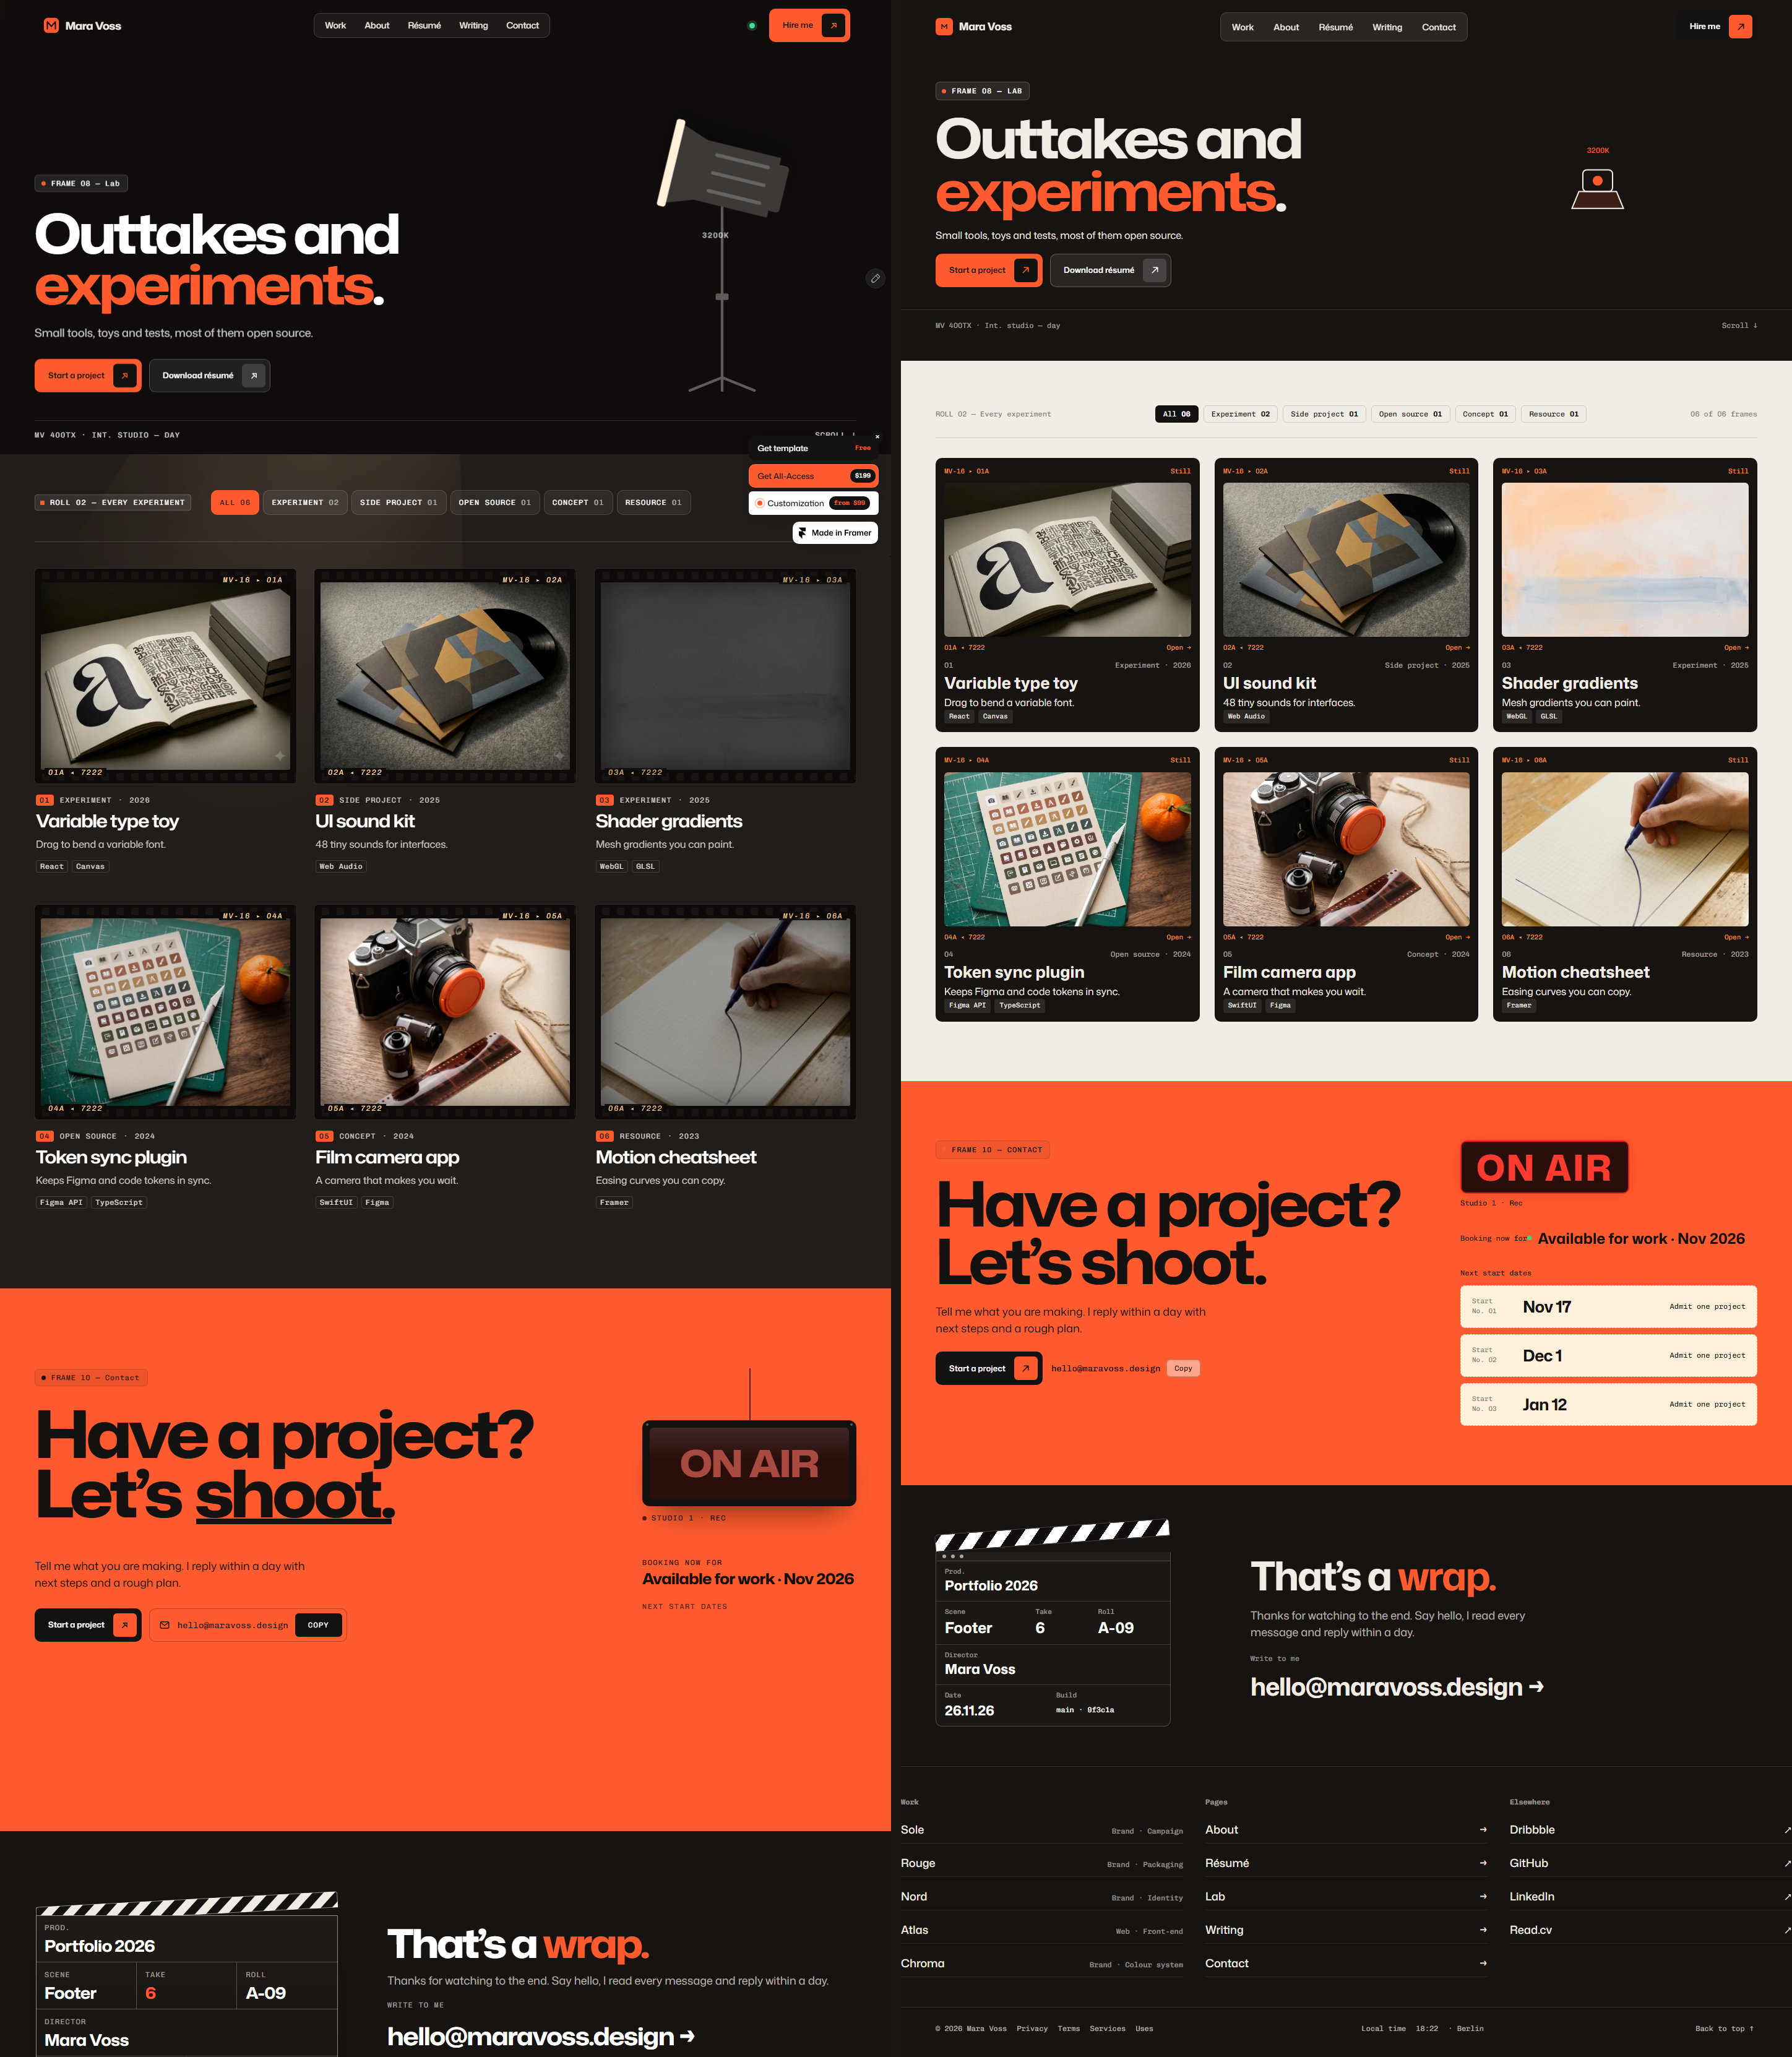 Mara Voss
Work About Résumé Writing Contact
Hire me
FRAME 08 — Lab
Outtakes and
experiments.
3200K
Small tools, toys and tests, most of them open source.
Start a project
Download résumé
MV 400TX · INT. STUDIO — DAY
Get template Free
Get All-Access $199
Customization from $99
Made in Framer
ROLL 02 — EVERY EXPERIMENT
ALL 06 EXPERIMENT 02 SIDE PROJECT 01 OPEN SOURCE 01 CONCEPT 01 RESOURCE 01
MV-16 ▸ 01A
a
01A ◂ 7222
01 EXPERIMENT · 2026
Variable type toy
Drag to bend a variable font.
React Canvas
MV-16 ▸ 02A
02A ◂ 7222
02 SIDE PROJECT · 2025
UI sound kit
48 tiny sounds for interfaces.
Web Audio
MV-16 ▸ 03A
03A ◂ 7222
03 EXPERIMENT · 2025
Shader gradients
Mesh gradients you can paint.
WebGL GLSL
MV-16 ▸ 04A
04A ◂ 7222
04 OPEN SOURCE · 2024
Token sync plugin
Keeps Figma and code tokens in sync.
Figma API TypeScript
MV-16 ▸ 05A
05A ◂ 7222
05 CONCEPT · 2024
Film camera app
A camera that makes you wait.
SwiftUI Figma
MV-16 ▸ 06A
06A ◂ 7222
06 RESOURCE · 2023
Motion cheatsheet
Easing curves you can copy.
Framer
FRAME 10 — Contact
Have a project?
Let's shoot.
Tell me what you are making. I reply within a day with
next steps and a rough plan.
Start a project
hello@maravoss.design COPY
ON AIR
STUDIO 1 · REC
BOOKING NOW FOR
Available for work · Nov 2026
NEXT START DATES
PROD.
Portfolio 2026
SCENE TAKE ROLL
Footer 6 A-09
DIRECTOR
Mara Voss
That's a wrap.
Thanks for watching to the end. Say hello, I read every message and reply within a day.
WRITE TO ME
hello@maravoss.design →
Mara Voss
Work About Résumé Writing Contact
Hire me
FRAME 08 — LAB
Outtakes and
experiments.
3200K
Small tools, toys and tests, most of them open source.
Start a project
Download résumé
MV 400TX · Int. studio — day
Scroll ↓
ROLL 02 — Every experiment
All 06 Experiment 02 Side project 01 Open source 01 Concept 01 Resource 01
06 of 06 frames
MV-16 ▸ 01A Still
a
01A ◂ 7222 Open →
01 Experiment · 2026
Variable type toy
Drag to bend a variable font.
React Canvas
MV-16 ▸ 02A Still
02A ◂ 7222 Open →
02 Side project · 2025
UI sound kit
48 tiny sounds for interfaces.
Web Audio
MV-16 ▸ 03A Still
03A ◂ 7222 Open →
03 Experiment · 2025
Shader gradients
Mesh gradients you can paint.
WebGL GLSL
MV-16 ▸ 04A Still
04A ◂ 7222 Open →
04 Open source · 2024
Token sync plugin
Keeps Figma and code tokens in sync.
Figma API TypeScript
MV-16 ▸ 05A Still
05A ◂ 7222 Open →
05 Concept · 2024
Film camera app
A camera that makes you wait.
SwiftUI Figma
MV-16 ▸ 06A Still
06A ◂ 7222 Open →
06 Resource · 2023
Motion cheatsheet
Easing curves you can copy.
Framer
FRAME 10 — CONTACT
Have a project?
Let's shoot.
Tell me what you are making. I reply within a day with
next steps and a rough plan.
Start a project
hello@maravoss.design Copy
ON AIR
Studio 1 · Rec
Booking now for Available for work · Nov 2026
Next start dates
Start
No. 01
Nov 17
Admit one project
Start
No. 02
Dec 1
Admit one project
Start
No. 03
Jan 12
Admit one project
Prod.
Portfolio 2026
Scene Take Roll
Footer 6 A-09
Director
Mara Voss
Date Build
26.11.26 main · 9f3c1a
That's a wrap.
Thanks for watching to the end. Say hello, I read every
message and reply within a day.
Write to me
hello@maravoss.design →
Work
Sole Brand · Campaign
Rouge Brand · Packaging
Nord Brand · Identity
Atlas Web · Front-end
Chroma Brand · Colour system
Pages
About →
Résumé →
Lab →
Writing →
Contact →
Elsewhere
Dribbble ↗
GitHub ↗
LinkedIn ↗
Read.cv ↗
© 2026 Mara Voss Privacy Terms Services Uses
Local time 18:22 · Berlin
Back to top ↑